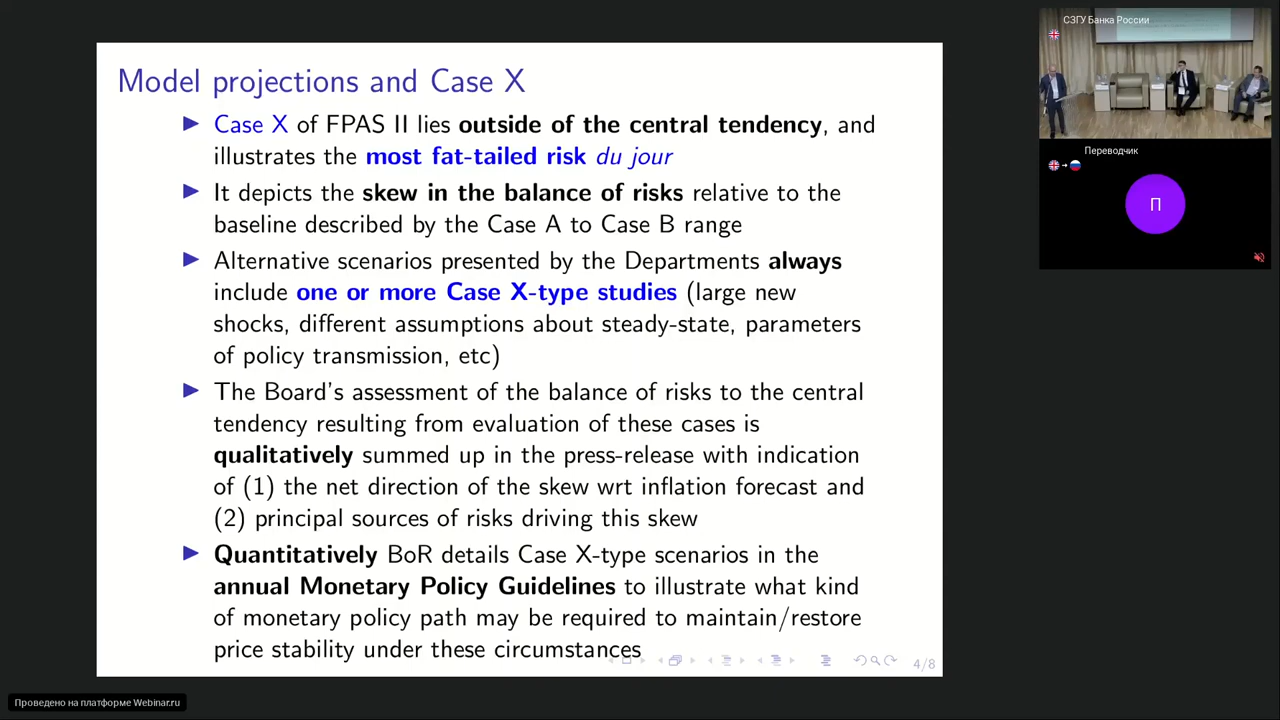 Model projections and Case X
Case X of FPAS II lies outside of the central tendency, and
illustrates the most fat-tailed risk du jour
It depicts the skew in the balance of risks relative to the
baseline described by the Case A to Case B range
Alternative scenarios presented by the Departments always
include one or more Case X-type studies (large new
shocks, different assumptions about steady-state, parameters
of policy transmission, etc)
The Board's assessment of the balance of risks to the central
tendency resulting from evaluation of these cases is
qualitatively summed up in the press-release with indication
of (1) the net direction of the skew wrt inflation forecast and
(2) principal sources of risks driving this skew
Quantitatively BoR details Case X-type scenarios in the
annual Monetary Policy Guidelines to illustrate what kind
of monetary policy path may be required to maintain/restore
price stability under these circumstances
4/8
СЗГУ Банка России
Переводчик
П
Проведено на платформе Webinar.ru